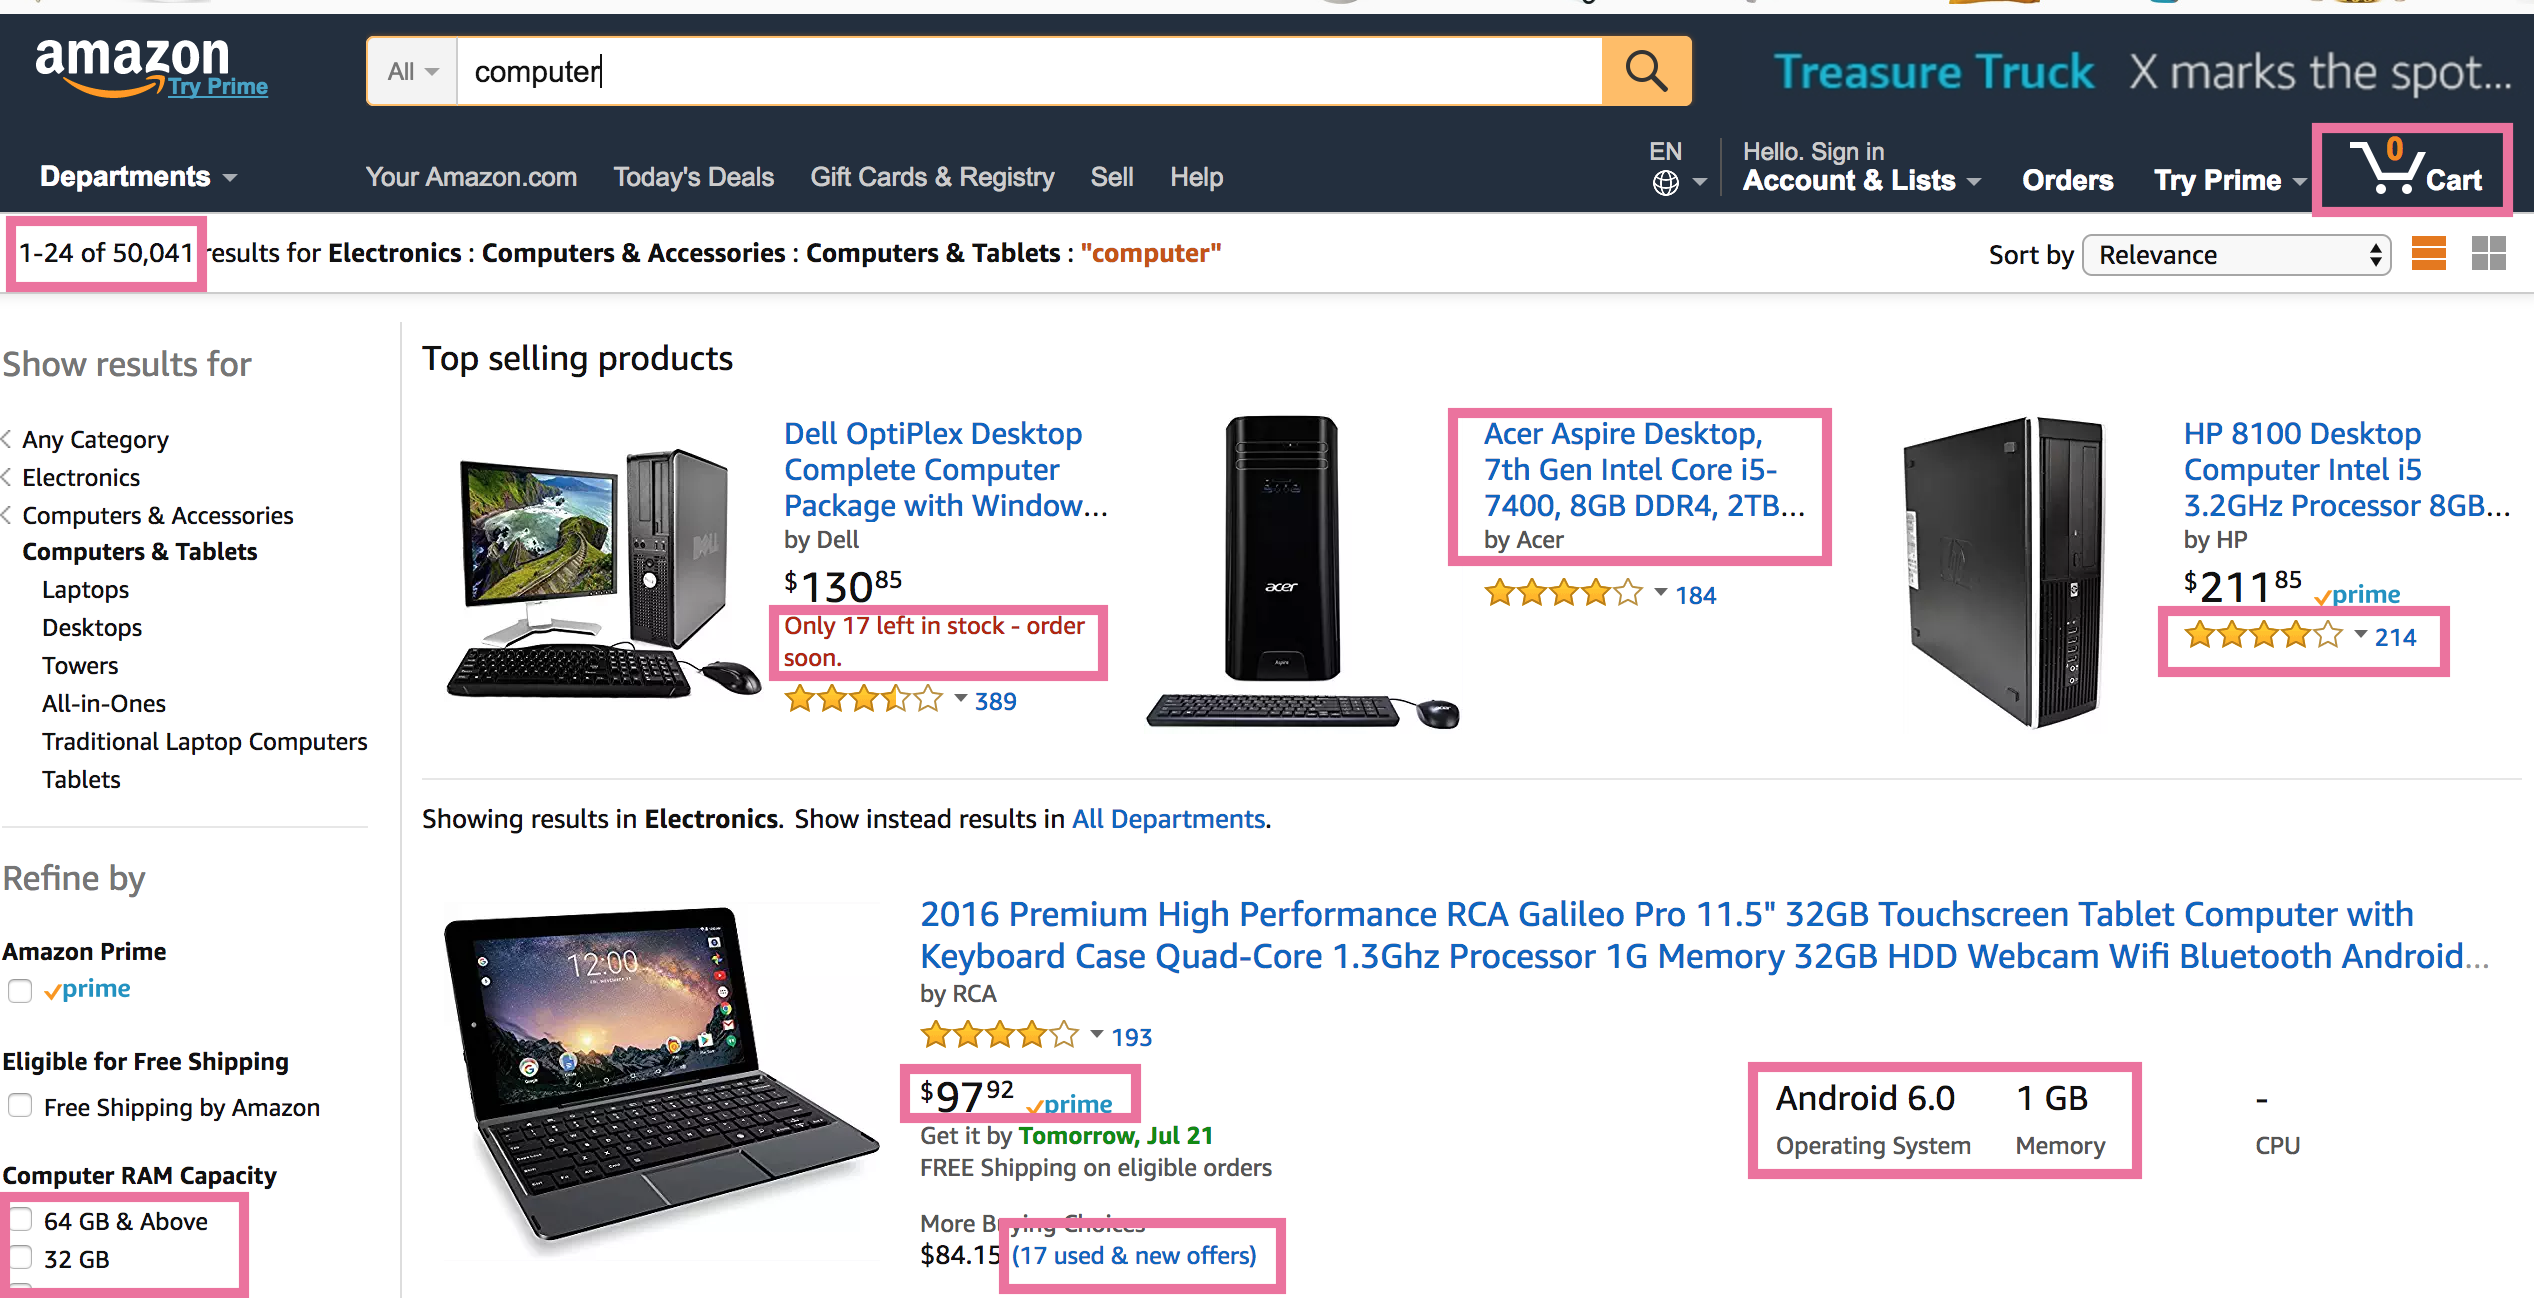 amazon
Try Prime
All
computer
Treasure Truck X marks the spot...
Departments
Your Amazon.com Today's Deals Gift Cards & Registry Sell Help
EN
Hello. Sign in
Account & Lists
Orders
Try Prime
0
Cart
1-24 of 50,041 results for Electronics : Computers & Accessories : Computers & Tablets : "computer"
Sort by Relevance
Show results for
Any Category
Electronics
Computers & Accessories
Computers & Tablets
Laptops
Desktops
Towers
All-in-Ones
Traditional Laptop Computers
Tablets
Refine by
Amazon Prime
prime
Eligible for Free Shipping
Free Shipping by Amazon
Computer RAM Capacity
64 GB & Above
32 GB
Top selling products
DELL
Dell OptiPlex Desktop
Complete Computer
Package with Window...
by Dell
$130 85
Only 17 left in stock - order
soon.
389
acer
Aspire
acer
Acer Aspire Desktop,
7th Gen Intel Core i5-
7400, 8GB DDR4, 2TB...
by Acer
184
HP 8100 Desktop
Computer Intel i5
3.2GHz Processor 8GB...
by HP
$211 85 prime
214
Showing results in Electronics. Show instead results in All Departments.
12:00
2016 Premium High Performance RCA Galileo Pro 11.5" 32GB Touchscreen Tablet Computer with
Keyboard Case Quad-Core 1.3Ghz Processor 1G Memory 32GB HDD Webcam Wifi Bluetooth Android...
by RCA
193
$97 92 prime
Get it by Tomorrow, Jul 21
FREE Shipping on eligible orders
More Buying Choices
$84.15 (17 used & new offers)
Android 6.0 1 GB -
Operating System Memory CPU